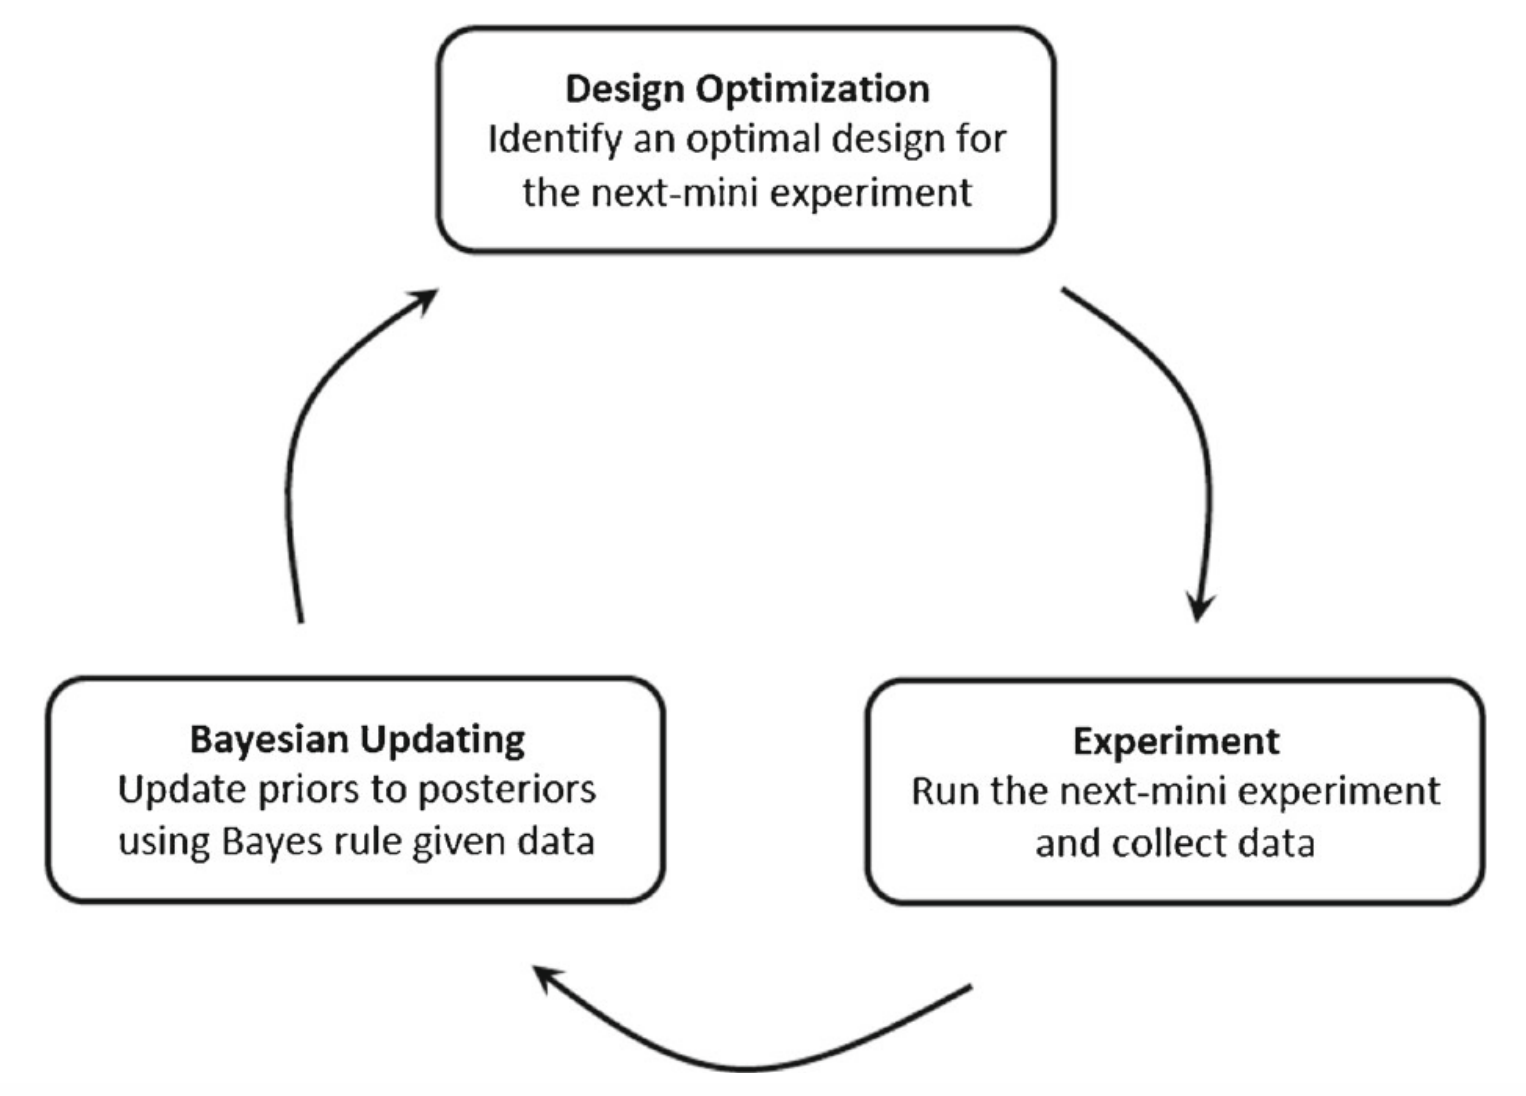 Design Optimization
Identify an optimal design for
the next-mini experiment
Bayesian Updating
Update priors to posteriors
using Bayes rule given data
Experiment
Run the next-mini experiment
and collect data